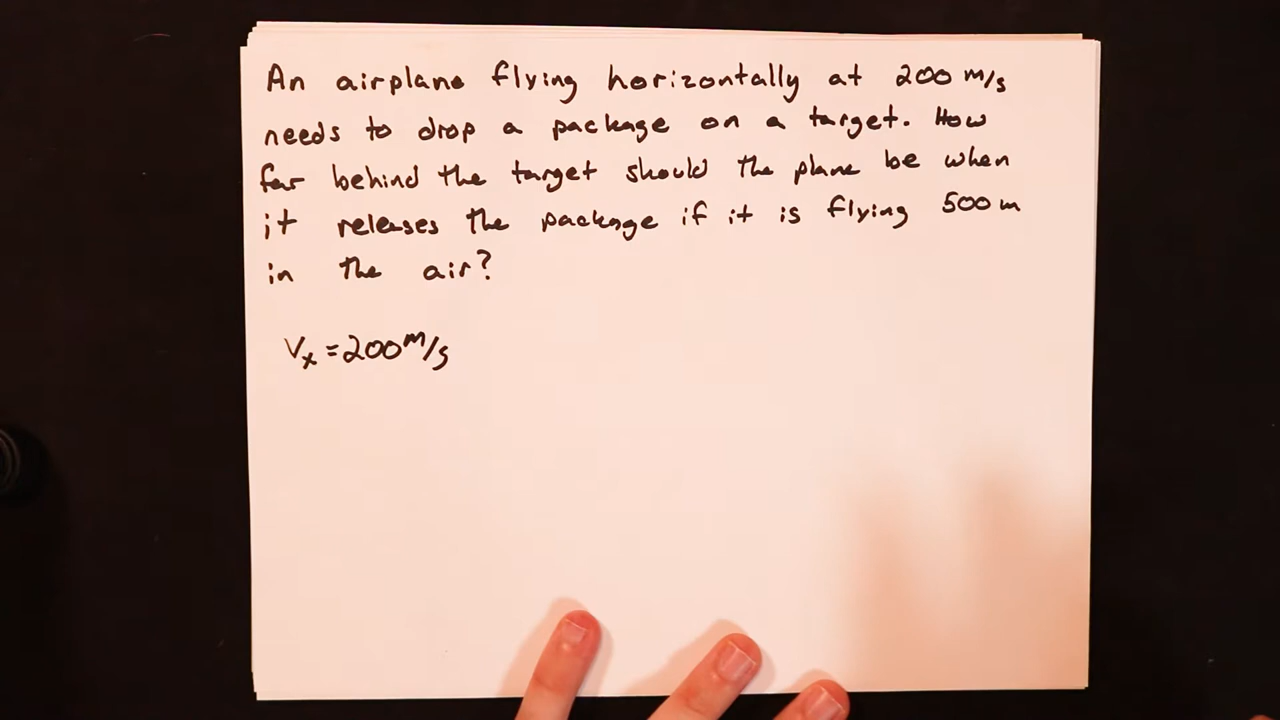 An airplane flying horizontally at 200 m/s
needs to drop a package on a target. How
far behind the target should the plane be when
it releases the package if it is flying 500 m
in the air?
Vx = 200 m/s